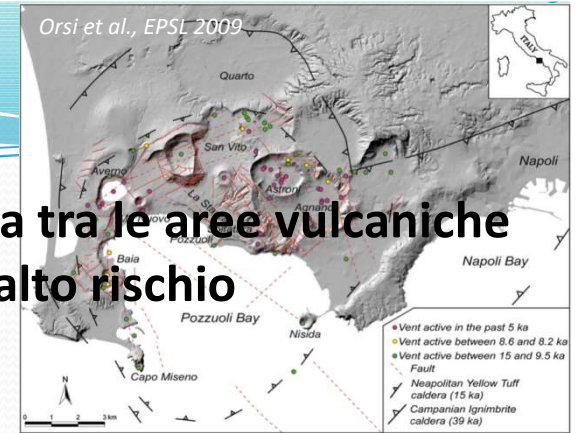 Orsi et al., EPSL 2009
ITALY
Quarto
San Vito
Averno
Astroni
Agnano
Napoli
a tra le aree vulcaniche
Pozzuoli
Baia
Napoli Bay
alto rischio
Pozzuoli Bay
Nisida
Capo Miseno
N
0 1 2 3 km
Vent active in the past 5 ka
Vent active between 8.6 and 8.2 ka
Vent active between 15 and 9.5 ka
Fault
Neapolitan Yellow Tuff
caldera (15 ka)
Campanian Ignimbrite
caldera (39 ka)